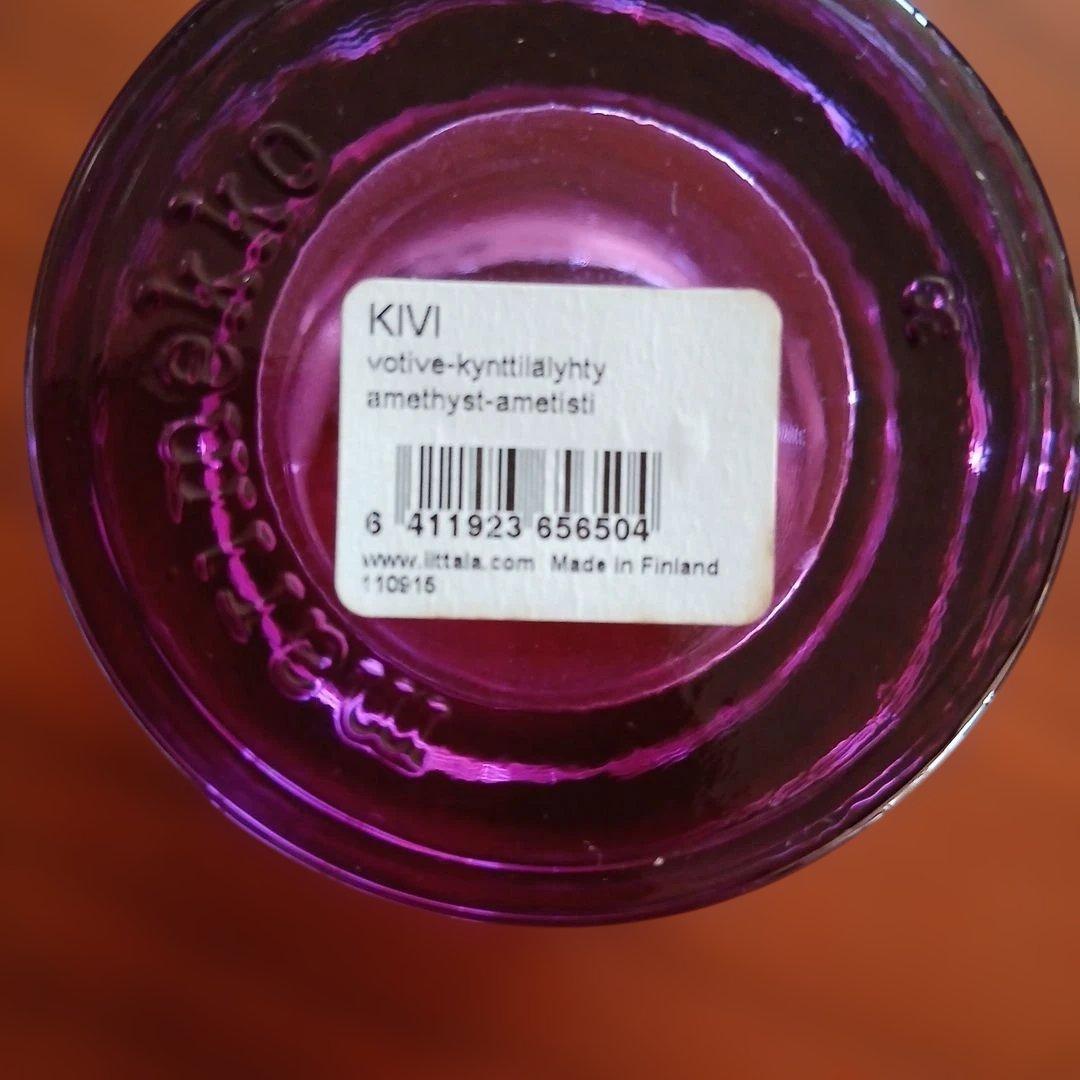 KIVI
votive-kynttilälyhty
amethyst-ametisti
6 411923 656504
www.iittala.com Made in Finland
110915
marimekko